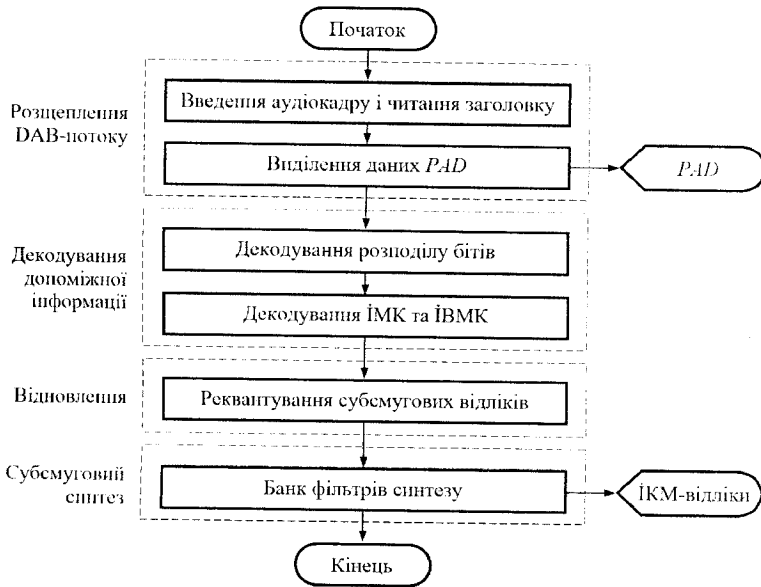 Початок
Розщеплення
DAB-потоку
Введення аудіокадру і читання заголовку
Виділення даних PAD
PAD
Декодування
допоміжної
інформації
Декодування розподілу бітів
Декодування ІМК та ІВМК
Відновлення
Реквантування субсмугових відліків
Субсмуговий
синтез
Банк фільтрів синтезу
ІКМ-відліки
Кінець